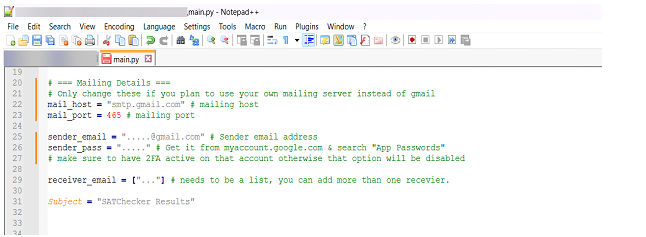 main.py - Notepad++
File Edit Search View Encoding Language Settings Tools Macro Run Plugins Window ?
main.py
19
20 # === Mailing Details ===
21 # Only change these if you plan to use your own mailing server instead of gmail
22 mail_host = "smtp.gmail.com" # mailing host
23 mail_port = 465 # mailing port
24
25 sender_email = ".....@gmail.com" # Sender email address
26 sender_pass = "....." # Get it from myaccount.google.com & search "App Passwords"
27 # make sure to have 2FA active on that account otherwise that option will be disabled
28
29 receiver_email = ["..."] # needs to be a list, you can add more than one recevier.
30
31 Subject = "SATChecker Results"
32
33
34